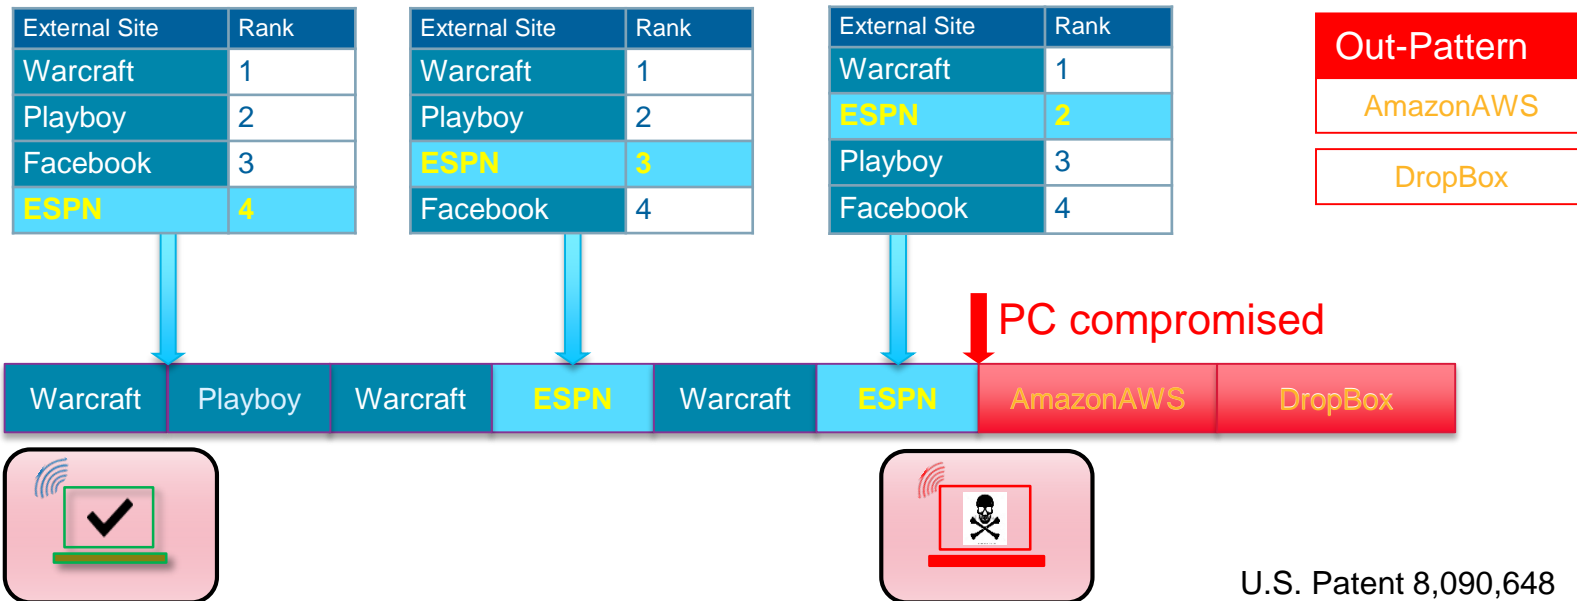 External Site Rank
Warcraft 1
Playboy 2
Facebook 3
ESPN 4
External Site Rank
Warcraft 1
Playboy 2
ESPN 3
Facebook 4
External Site Rank
Warcraft 1
ESPN 2
Playboy 3
Facebook 4
Out-Pattern
AmazonAWS
DropBox
PC compromised
Warcraft Playboy Warcraft ESPN Warcraft ESPN AmazonAWS DropBox
U.S. Patent 8,090,648